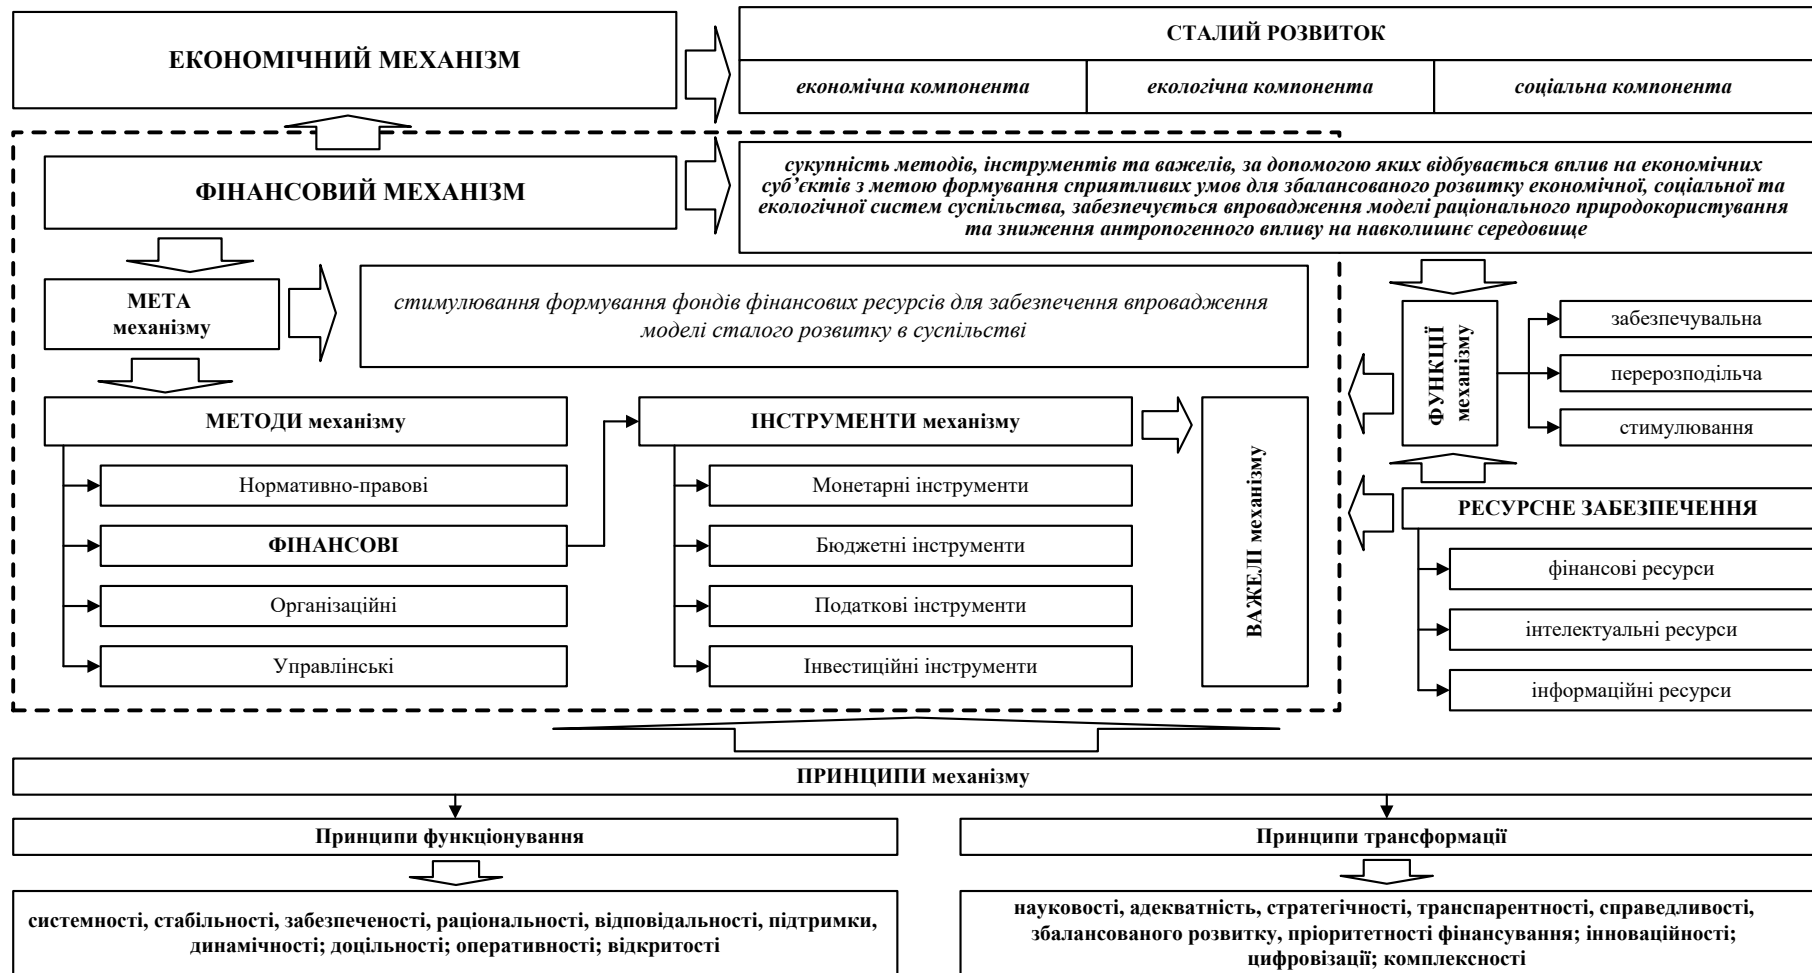 ЕКОНОМІЧНИЙ МЕХАНІЗМ
СТАЛИЙ РОЗВИТОК
економічна компонента
екологічна компонента
соціальна компонента
ФІНАНСОВИЙ МЕХАНІЗМ
сукупність методів, інструментів та важелів, за допомогою яких відбувається вплив на економічних
суб’єктів з метою формування сприятливих умов для збалансованого розвитку економічної, соціальної та
екологічної систем суспільства, забезпечується впровадження моделі раціонального природокористування
та зниження антропогенного впливу на навколишнє середовище
МЕТА
механізму
стимулювання формування фондів фінансових ресурсів для забезпечення впровадження
моделі сталого розвитку в суспільстві
ФУНКЦІЇ
механізму
забезпечувальна
перерозподільча
стимулювання
МЕТОДИ механізму
Нормативно-правові
ФІНАНСОВІ
Організаційні
Управлінські
ІНСТРУМЕНТИ механізму
Монетарні інструменти
Бюджетні інструменти
Податкові інструменти
Інвестиційні інструменти
ВАЖЕЛІ механізму
РЕСУРСНЕ ЗАБЕЗПЕЧЕННЯ
фінансові ресурси
інтелектуальні ресурси
інформаційні ресурси
ПРИНЦИПИ механізму
Принципи функціонування
Принципи трансформації
системності, стабільності, забезпеченості, раціональності, відповідальності, підтримки,
динамічності; доцільності; оперативності; відкритості
науковості, адекватність, стратегічності, транспарентності, справедливості,
збалансованого розвитку, пріоритетності фінансування; інноваційності;
цифровізації; комплексності